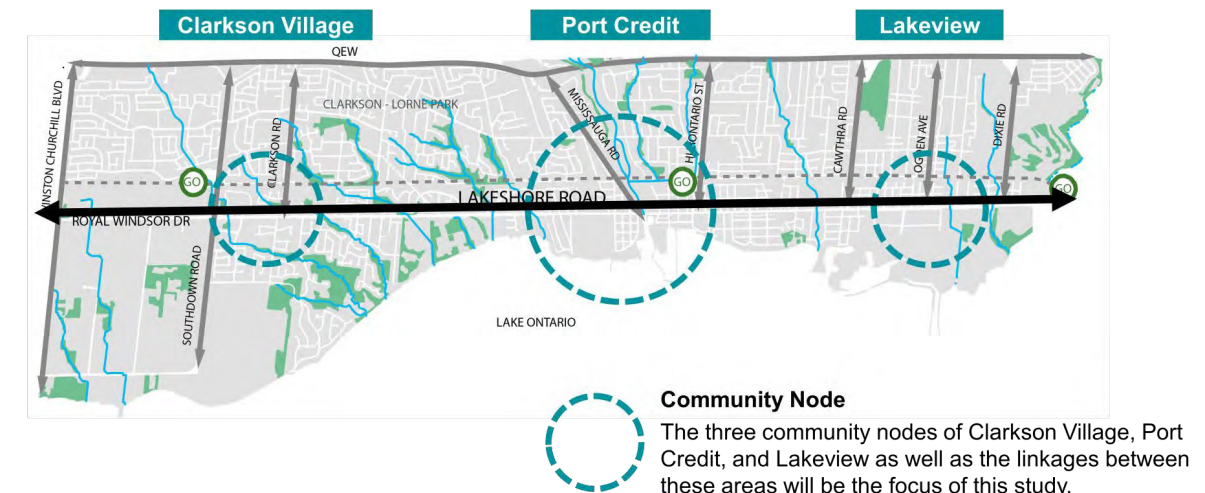 Clarkson Village
Port Credit
Lakeview
QEW
WINSTON CHURCHILL BLVD
CLARKSON - LORNE PARK
CLARKSON RD
MISSISSAUGA RD
HURONTARIO ST
CAWTHRA RD
OGDEN AVE
DIXIE RD
GO
GO
GO
LAKESHORE ROAD
ROYAL WINDSOR DR
SOUTHDOWN ROAD
LAKE ONTARIO
Community Node
The three community nodes of Clarkson Village, Port
Credit, and Lakeview as well as the linkages between
these areas will be the focus of this study.